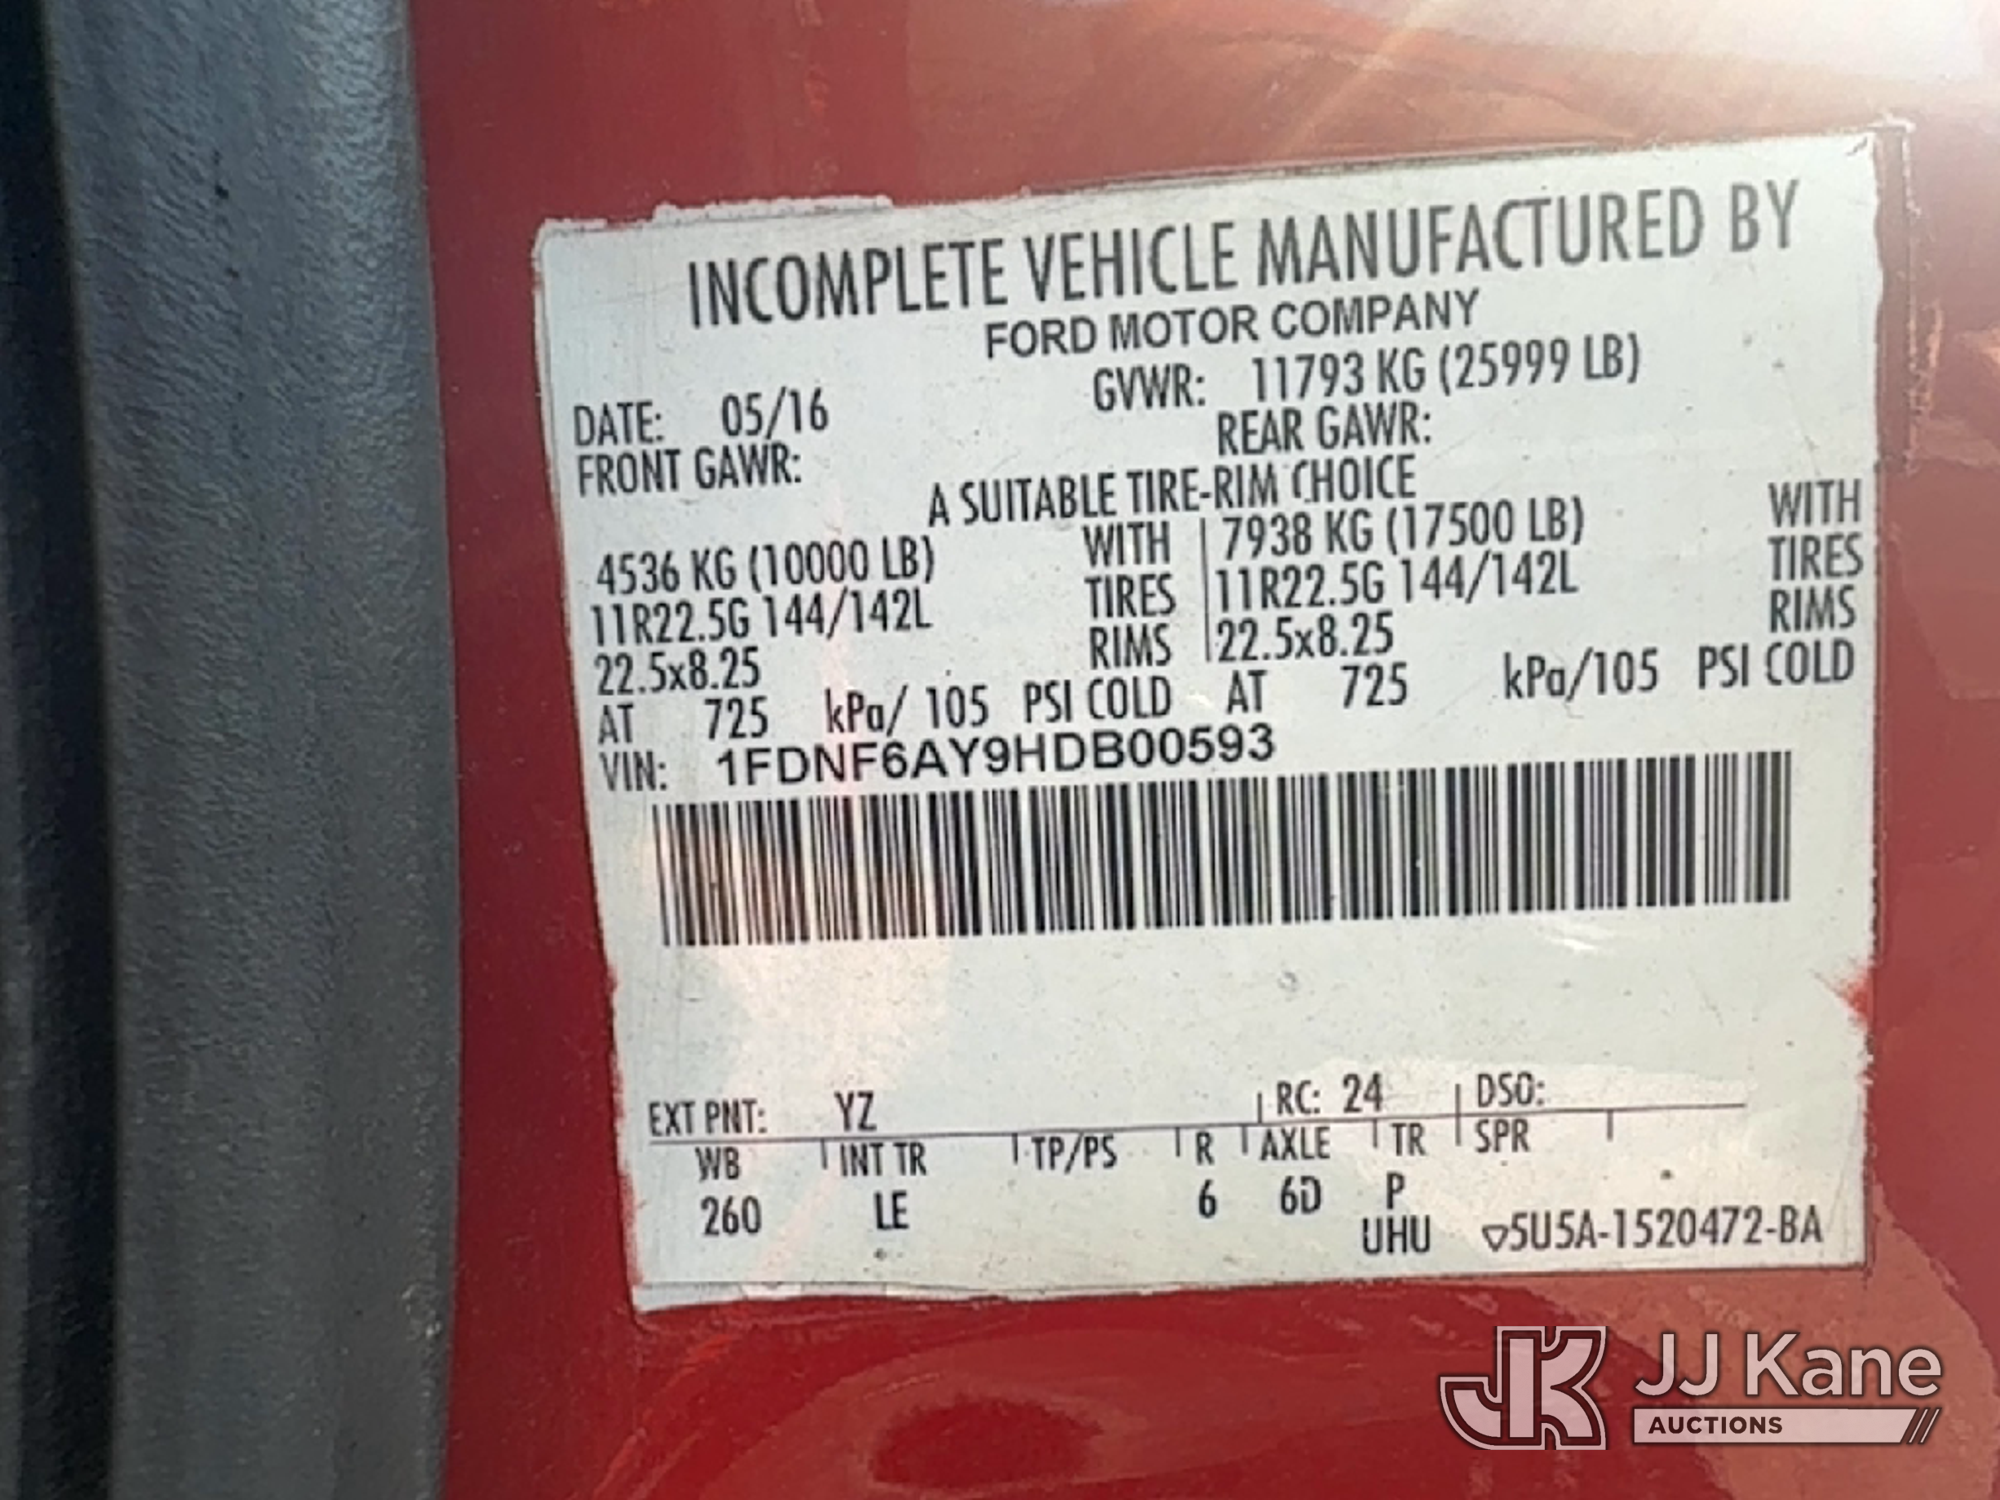 INCOMPLETE VEHICLE MANUFACTURED BY
FORD MOTOR COMPANY
DATE: 05/16 GVWR: 11793 KG (25999 LB)
FRONT GAWR: REAR GAWR:
A SUITABLE TIRE-RIM CHOICE
4536 KG (10000 LB) WITH 7938 KG (17500 LB) WITH
11R22.5G 144/142L TIRES 11R22.5G 144/142L TIRES
22.5x8.25 RIMS 22.5x8.25 RIMS
AT 725 kPa/ 105 PSI COLD AT 725 kPa/105 PSI COLD
VIN: 1FDNF6AY9HDB00593
EXT PNT: YZ RC: 24 DSO:
WB INT TR TP/PS R AXLE TR SPR
260 LE 6 6D P
UHU 5U5A-1520472-BA
JK JJ Kane
AUCTIONS